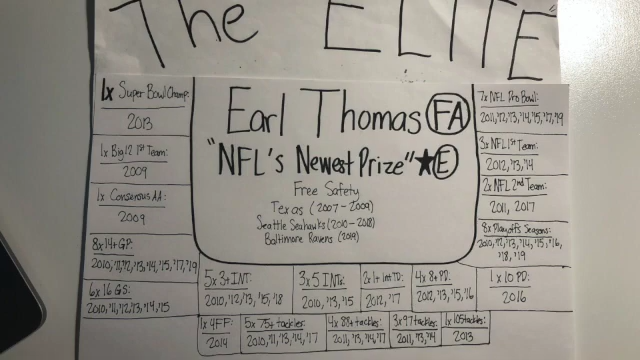 The ELITE
1x Super Bowl Champ:
2013
1x Big 12 1st Team:
2009
1x Consensus AA:
2009
8x 14+ GP:
2010, '11, '12, '13, '14, '15, '17, '19
6x 16 GS:
2010, '11, '12, '13, '14, '15
Earl Thomas FA
"NFL's Newest Prize" ★ E
Free Safety
Texas (2007-2009)
Seattle Seahawks (2010-2018)
Baltimore Ravens (2019)
7x NFL Pro Bowl:
2011, '12, '13, '14, '15, '17, '19
3x NFL 1st Team:
2012, '13, '14
2x NFL 2nd Team:
2011, 2017
8x Playoffs Seasons:
2010, '12, '13, '14, '15, '16,
'18, '19
5x 3+ INT:
2010, '12, '13, '15, '18
3x 5 INTs:
2010, '13, '15
2x 1+ Int TD:
2012, '17
4x 8+ PD:
2012, '13, '15, '16
1x 10 PD:
2016
1x 4FF:
2014
5x 75+ tackles:
2010, '11, '13, '14, '17
4x 88+ tackles:
2011, '13, '14, '17
3x 97+ tackles:
2011, '13, '14
1x 105 tackles:
2013